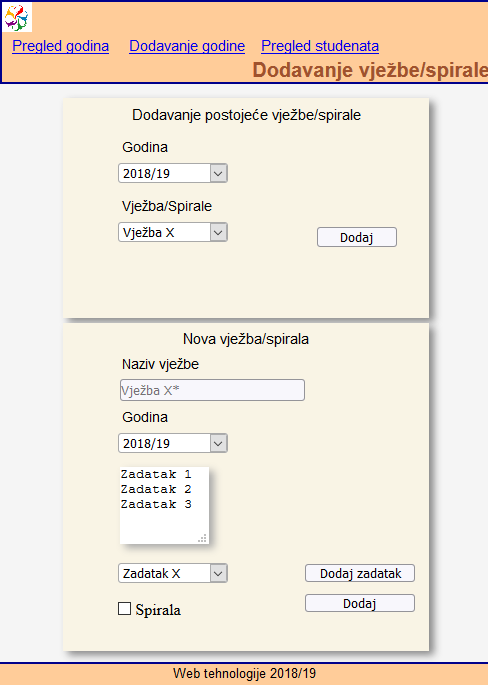 Pregled godina Dodavanje godine Pregled studenata
Dodavanje vježbe/spirale
Dodavanje postojeće vježbe/spirale
Godina
2018/19
Vježba/Spirale
Vježba X
Dodaj
Nova vježba/spirala
Naziv vježbe
Vježba X*
Godina
2018/19
Zadatak 1
Zadatak 2
Zadatak 3
Zadatak X Dodaj zadatak
Spirala Dodaj
Web tehnologije 2018/19